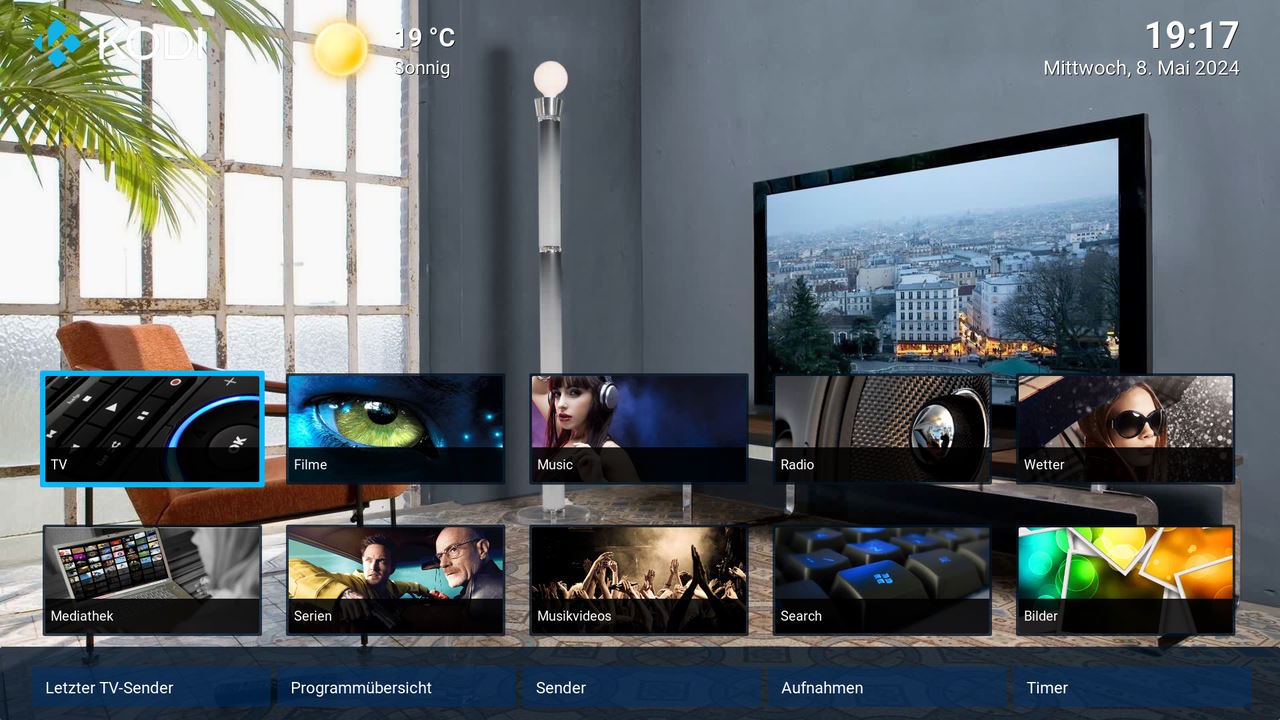 KODI
19 °C
Sonnig
19:17
Mittwoch, 8. Mai 2024
OK
TV
Filme
Music
Radio
Wetter
Mediathek
Serien
Musikvideos
Search
Bilder
Letzter TV-Sender
Programmübersicht
Sender
Aufnahmen
Timer